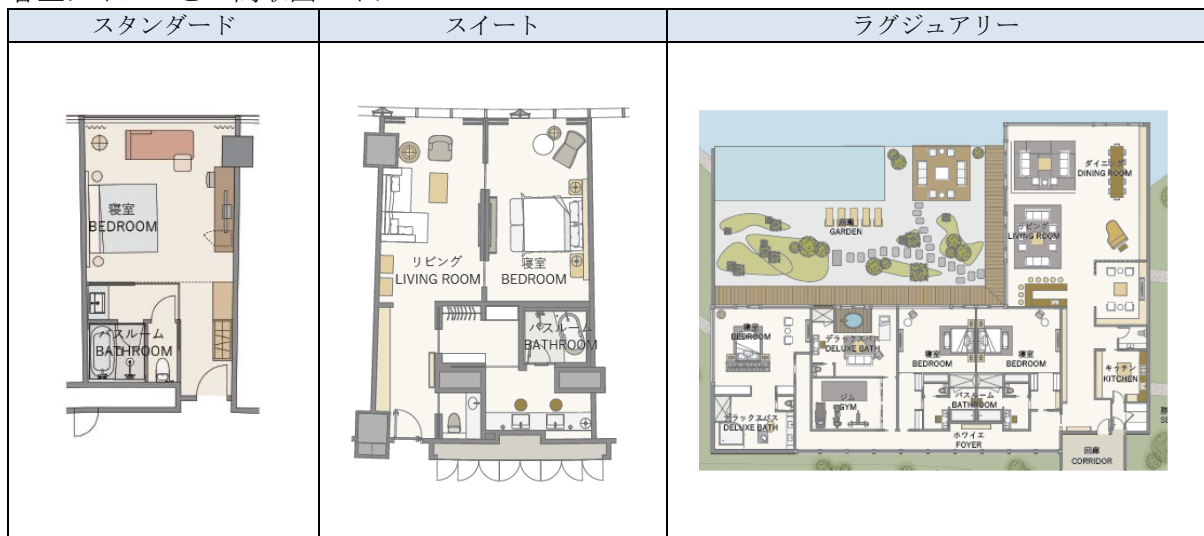 スタンダード
スイート
ラグジュアリー
寝室
BEDROOM
バスルーム
BATHROOM
リビング
LIVING ROOM
寝室
BEDROOM
バスルーム
BATHROOM
ダイニング
DINING ROOM
リビング
LIVING ROOM
庭園
GARDEN
寝室
BEDROOM
デラックスバス
DELUXE BATH
寝室
BEDROOM
寝室
BEDROOM
キッチン
KITCHEN
ジム
GYM
バスルーム
BATHROOM
デラックスバス
DELUXE BATH
ホワイエ
FOYER
回廊
CORRIDOR